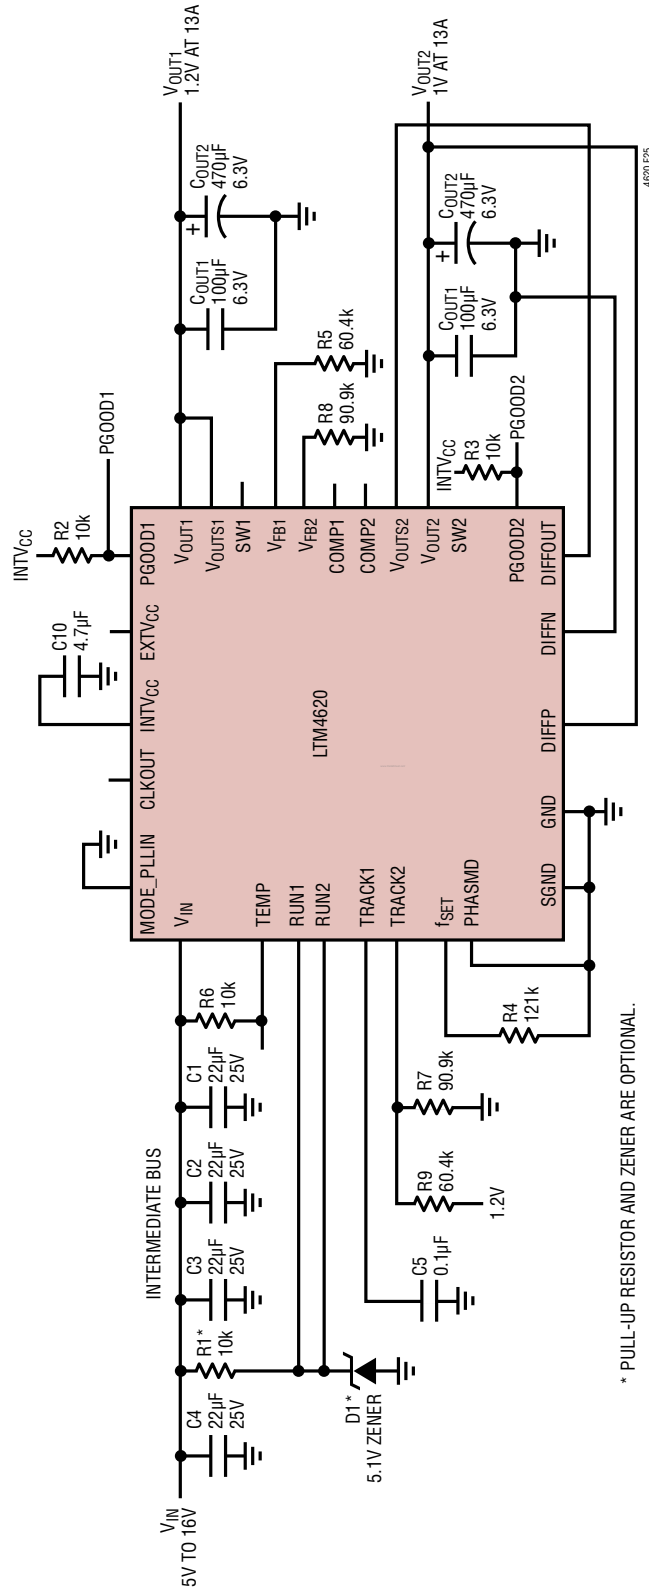 INTERMEDIATE BUS
V_IN
5V TO 16V
C4
22µF
25V
R1*
10k
C3
22µF
25V
C2
22µF
25V
C1
22µF
25V
R6
10k
D1*
5.1V ZENER
C5
0.1µF
R9
60.4k
1.2V
R7
90.9k
R4
121k
MODE_PLLIN
CLKOUT
INTVCC
EXTVCC
PGOOD1
VIN
TEMP
RUN1
RUN2
TRACK1
TRACK2
fSET
PHASMD
LTM4620
VOUT1
VOUTS1
SW1
VFB1
VFB2
COMP1
COMP2
VOUTS2
VOUT2
SW2
PGOOD2
SGND
GND
DIFFP
DIFFN
DIFFOUT
C10
4.7µF
INTVCC
R2
10k
PGOOD1
VOUT1
1.2V AT 13A
COUT1
100µF
6.3V
+
COUT2
470µF
6.3V
R5
60.4k
R8
90.9k
VOUT2
1V AT 13A
COUT1
100µF
6.3V
+
COUT2
470µF
6.3V
INTVCC
R3
10k
PGOOD2
4620 F25
* PULL-UP RESISTOR AND ZENER ARE OPTIONAL.